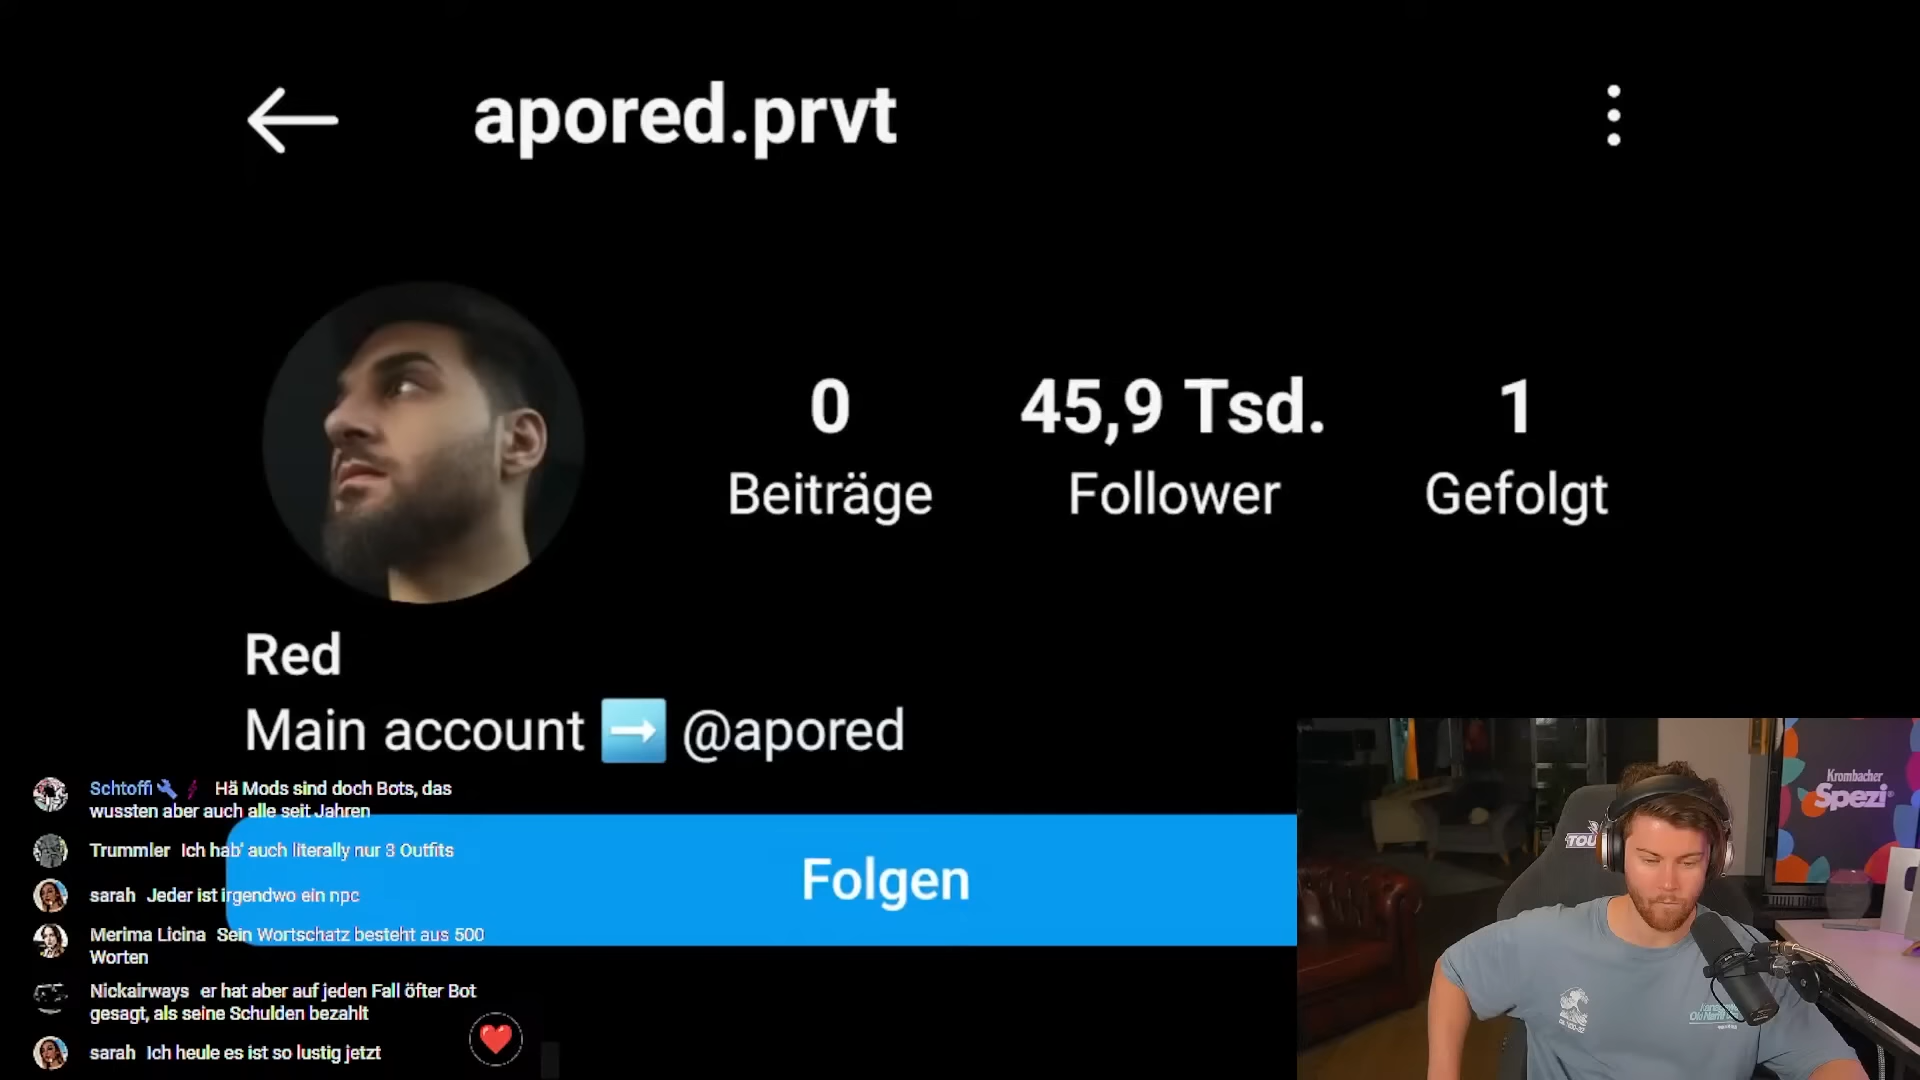 apored.prvt
0
45,9 Tsd.
1
Beiträge
Follower
Gefolgt
Red
Main account ➡️ @apored
Schtoffi Hä Mods sind doch Bots, das
wussten aber auch alle seit Jahren
Trummler Ich hab' auch literally nur 3 Outfits
sarah Jeder ist irgendwo ein npc
Merima Licina Sein Wortschatz besteht aus 500
Worten
Nickairways er hat aber auf jeden Fall öfter Bot
gesagt, als seine Schulden bezahlt
sarah Ich heule es ist so lustig jetzt
Folgen
Krombacher
Spezi